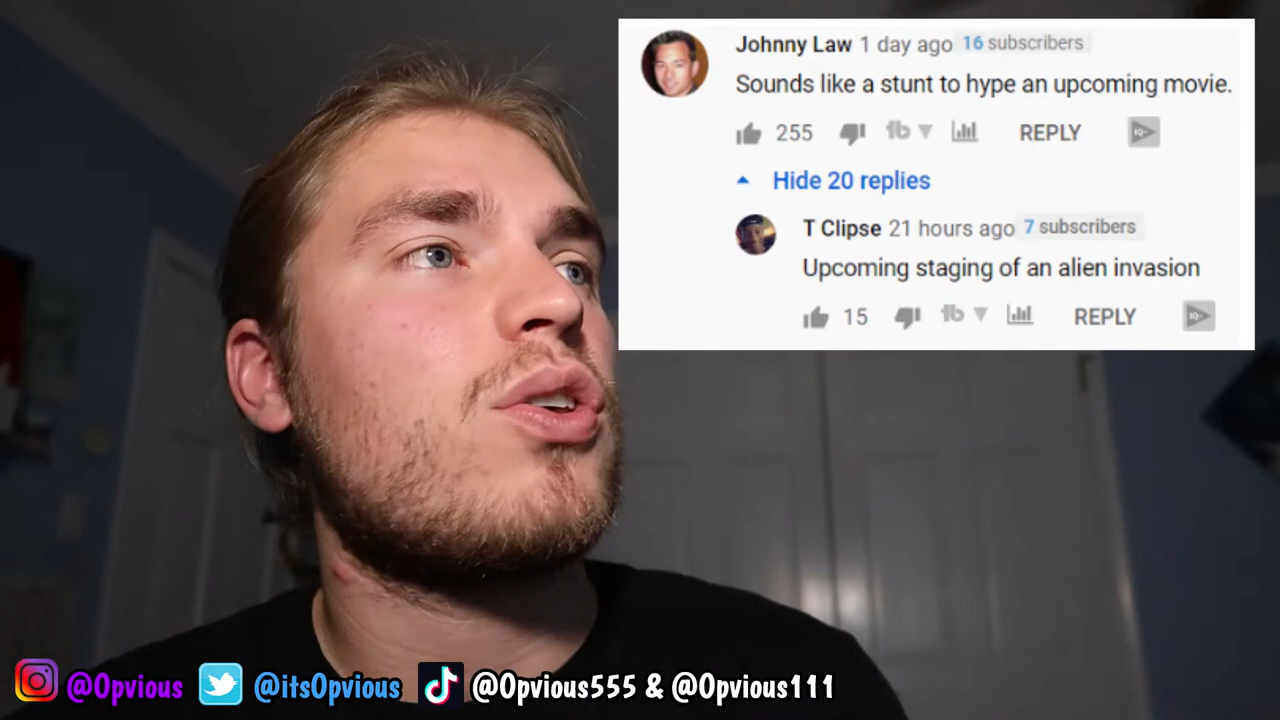 Johnny Law 1 day ago 16 subscribers
Sounds like a stunt to hype an upcoming movie.
255 REPLY
Hide 20 replies
T Clipse 21 hours ago 7 subscribers
Upcoming staging of an alien invasion
15 REPLY
@Opvious @itsOpvious @Opvious555 & @Opvious111